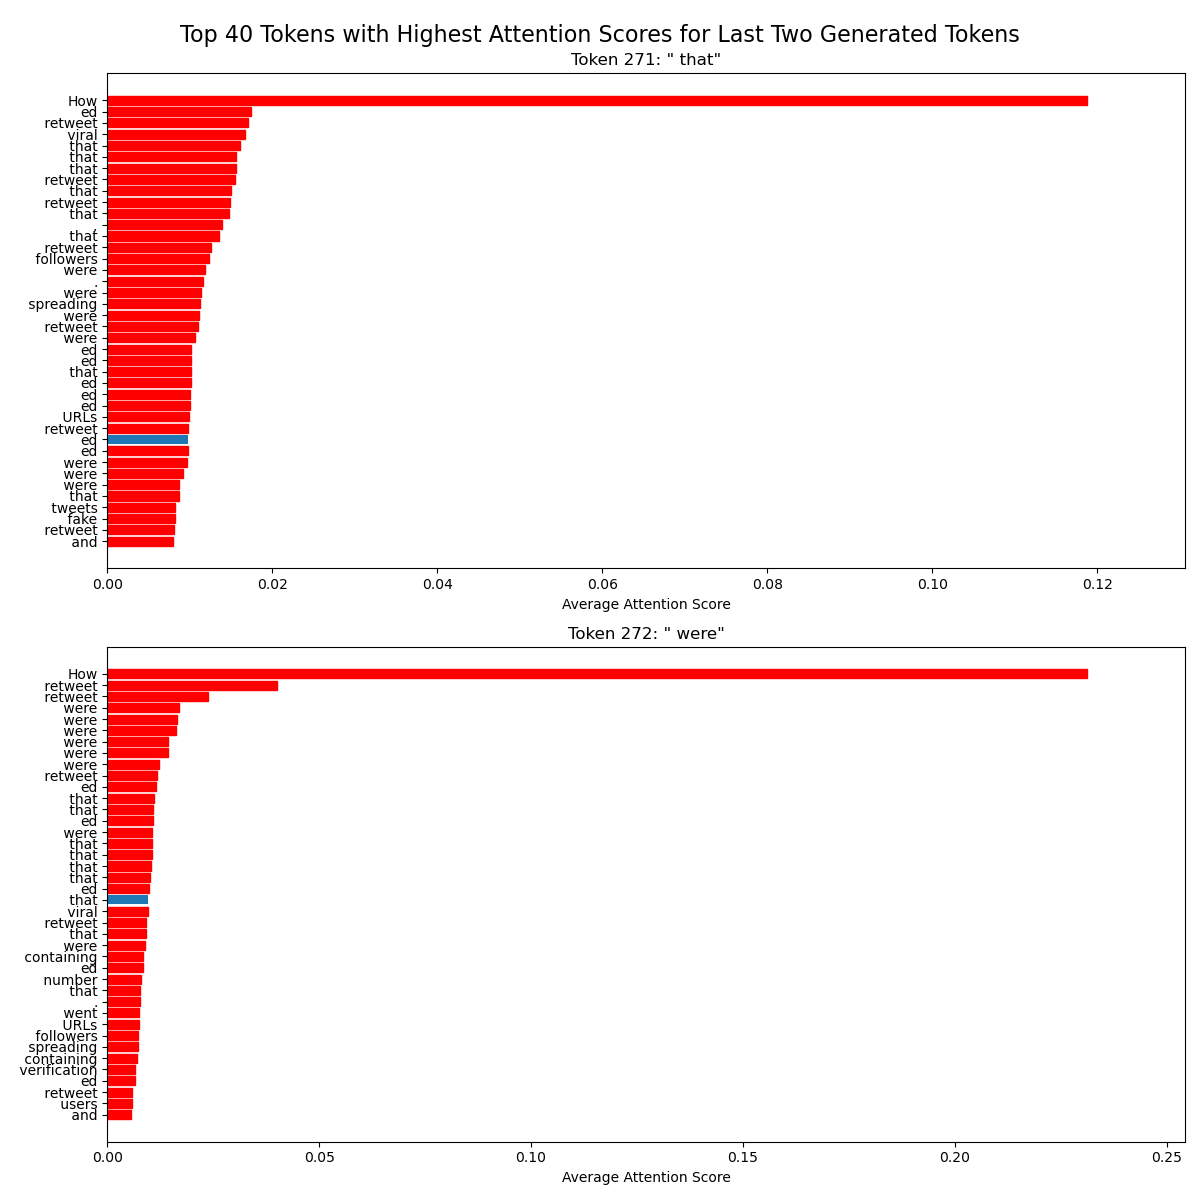 Top 40 Tokens with Highest Attention Scores for Last Two Generated Tokens
Token 271: " that"
How
ed
retweet
viral
that
that
that
retweet
that
retweet
that
,
that
retweet
followers
were
.
were
spreading
were
retweet
were
ed
ed
that
ed
ed
ed
URLs
retweet
ed
ed
were
were
were
that
tweets
fake
retweet
and
0.00 0.02 0.04 0.06 0.08 0.10 0.12
Average Attention Score
Token 272: " were"
How
retweet
retweet
were
were
were
were
were
were
retweet
ed
that
that
ed
were
that
that
that
that
ed
that
viral
retweet
that
were
containing
ed
number
that
.
went
URLs
followers
spreading
containing
verification
ed
retweet
users
and
0.00 0.05 0.10 0.15 0.20 0.25
Average Attention Score